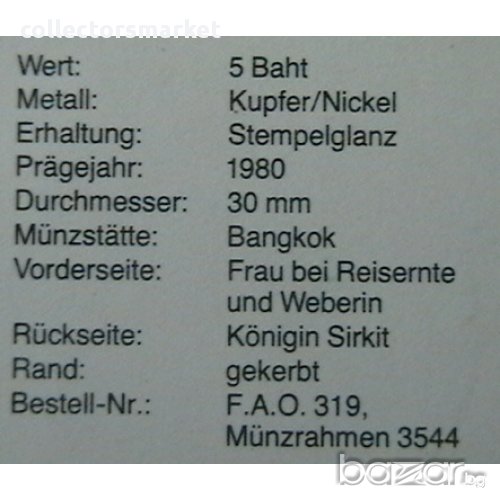 collectorsmarket
Wert: 5 Baht
Metall: Kupfer/Nickel
Erhaltung: Stempelglanz
Prägejahr: 1980
Durchmesser: 30 mm
Münzstätte: Bangkok
Vorderseite: Frau bei Reisernte
und Weberin
Rückseite: Königin Sirkit
Rand: gekerbt
Bestell-Nr.: F.A.O. 319,
Münzrahmen 3544
bazar.bg